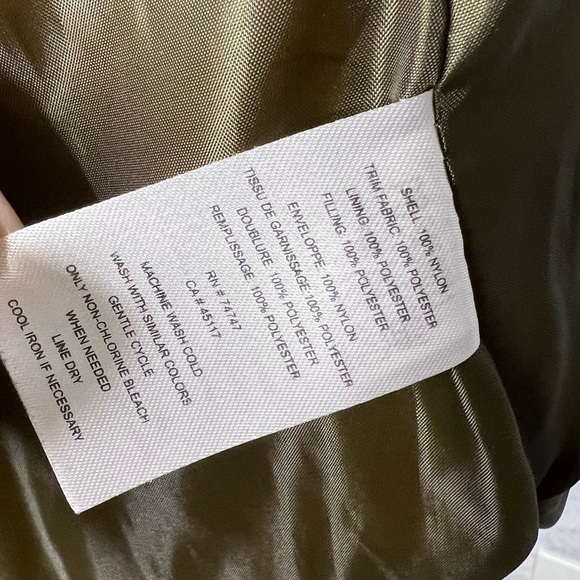 SHELL: 100% NYLON
TRIM FABRIC: 100% POLYESTER
LINING: 100% POLYESTER
FILLING: 100% POLYESTER
ENVELOPPE: 100% NYLON
TISSU DE GARNISSAGE:100% POLYESTER
DOUBLURE: 100% POLYESTER
REMPLISSAGE: 100% POLYESTER
RN # 74747
CA # 45117
MACHINE WASH COLD
WASH WITH SIMILAR COLORS
GENTLE CYCLE
ONLY NON-CHLORINE BLEACH
WHEN NEEDED
LINE DRY
COOL IRON IF NECESSARY